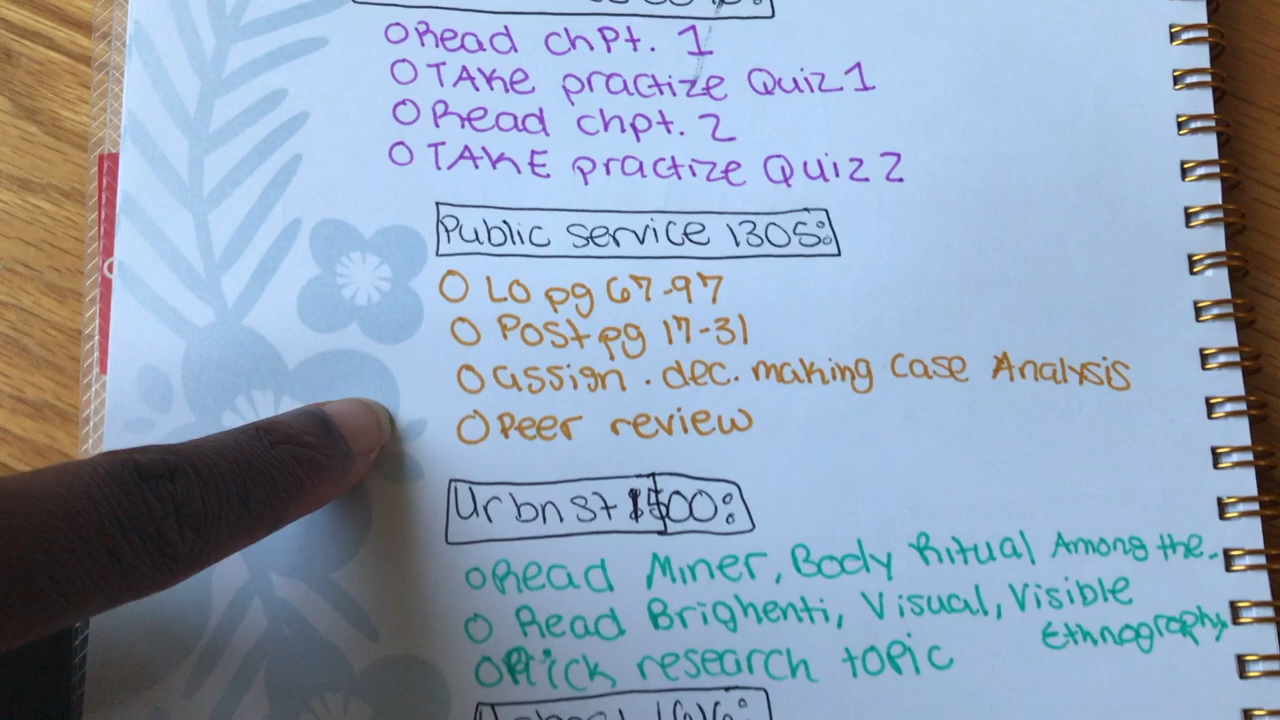 Read chpt. 1
TAKe practize Quiz 1
Read chpt. 2
TAKE practize Quiz 2
Public service 1305:
LO pg 67-97
Post pg 17-31
assign. dec. making Case Analysis
Peer review
Urbn st 500:
Read Miner, Body Ritual Among the.
Read Brighenti, Visual, Visible
Ethnography
Pick research topic